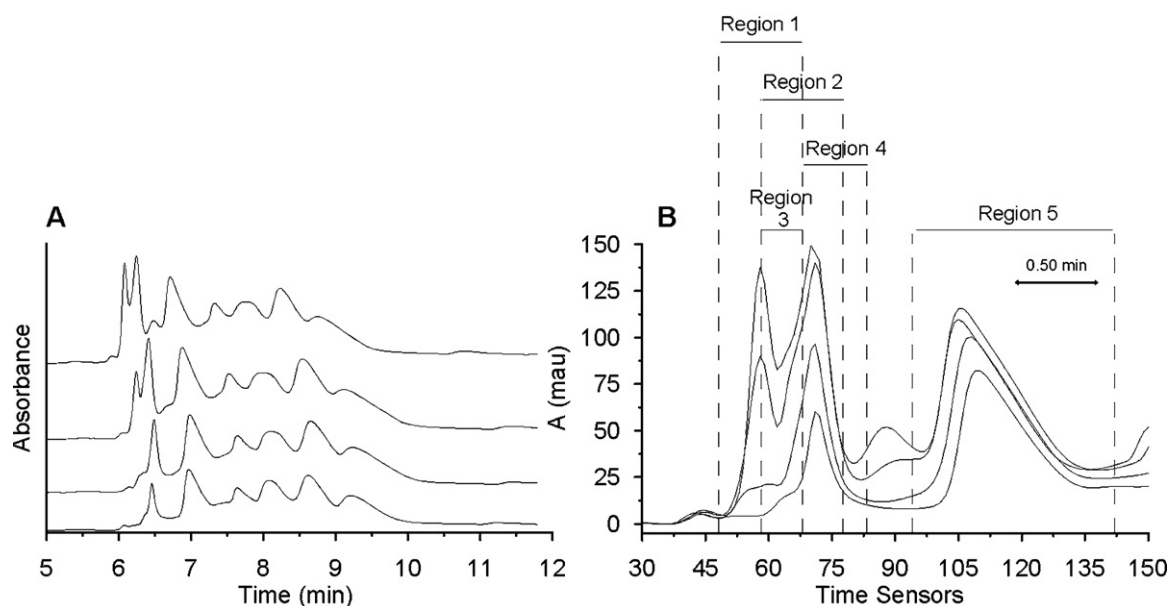 Region 1
Region 2
Region 4
A
Region
3
B
Region 5
0.50 min
Absorbance
5 6 7 8 9 10 11 12
Time (min)
A (mau)
150
125
100
75
50
25
0
30 45 60 75 90 105 120 135 150
Time Sensors